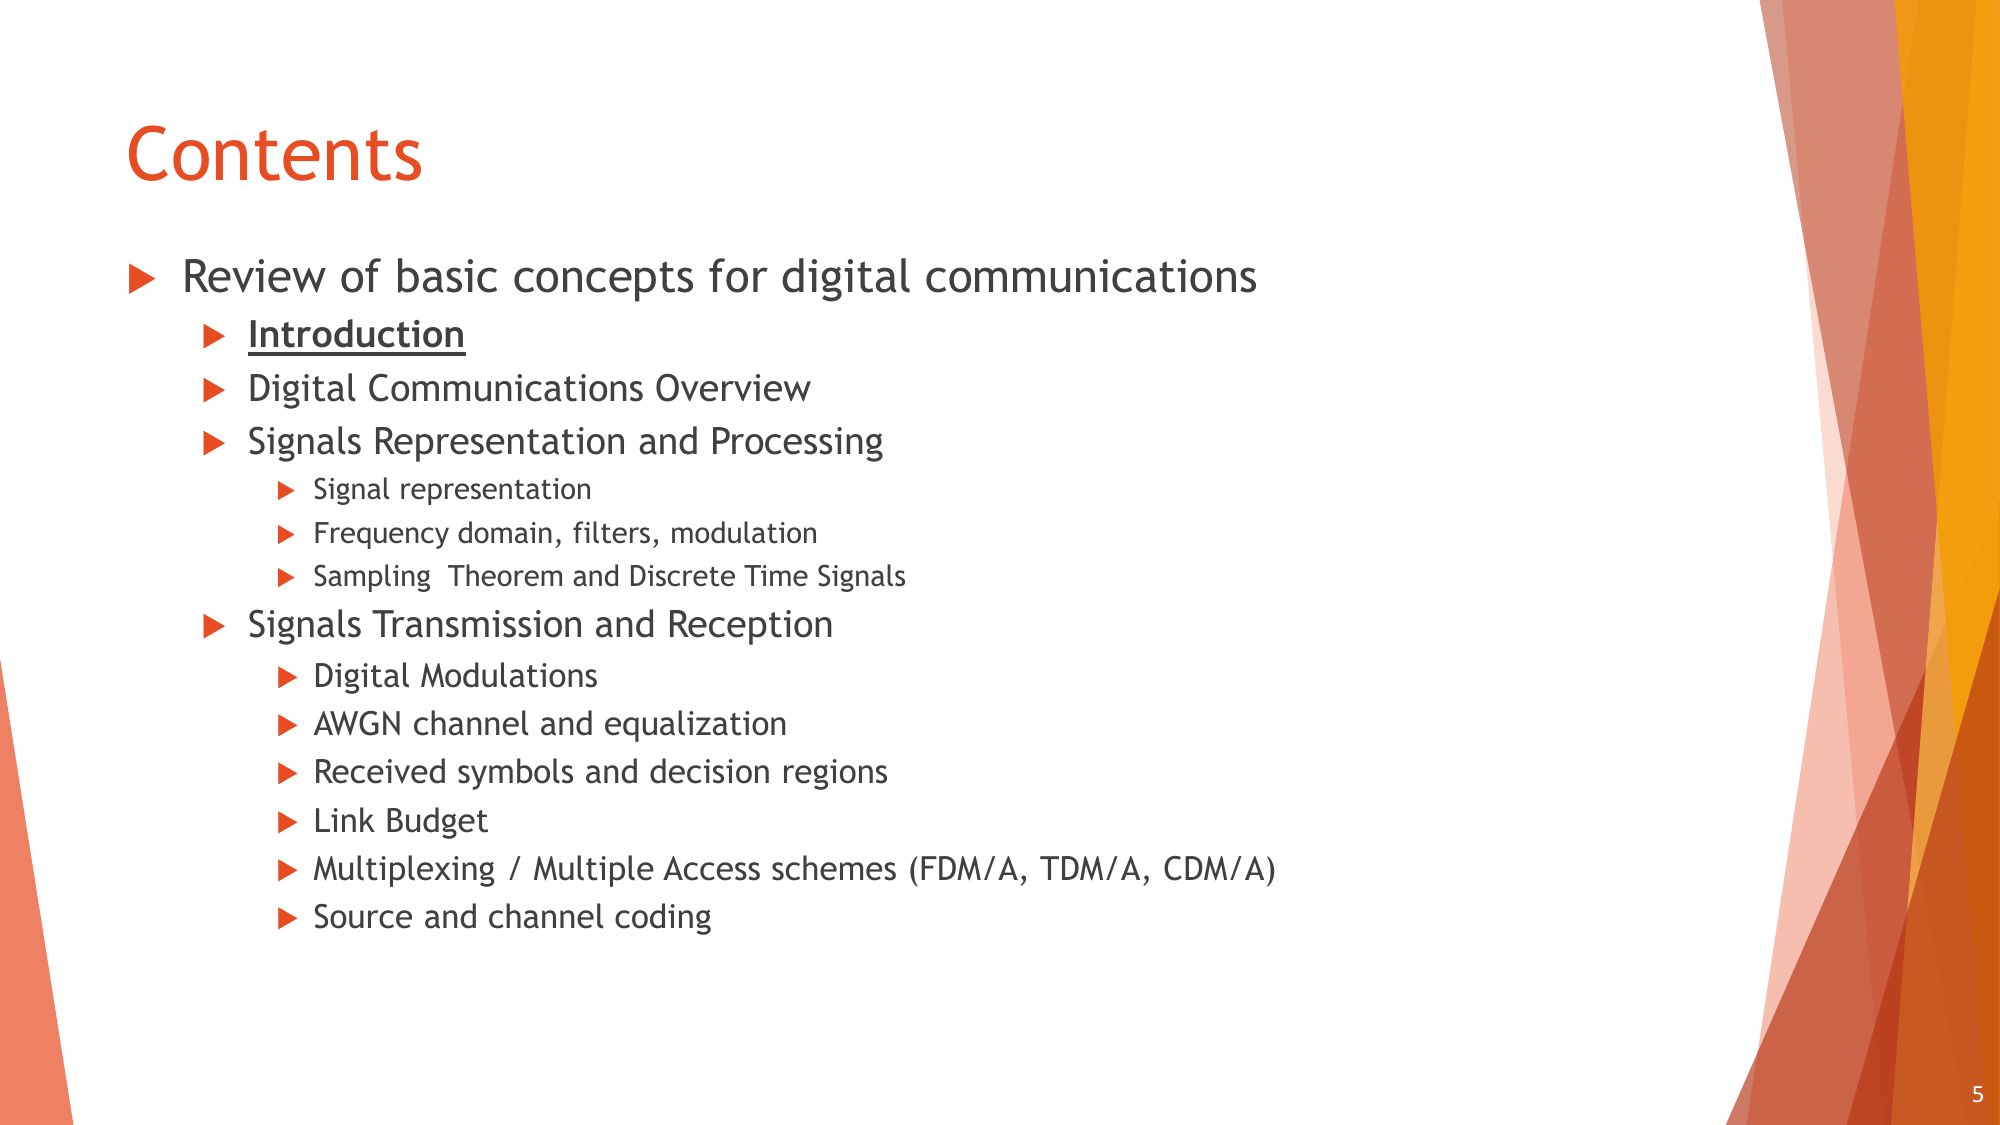 Contents
Review of basic concepts for digital communications
Introduction
Digital Communications Overview
Signals Representation and Processing
Signal representation
Frequency domain, filters, modulation
Sampling  Theorem and Discrete Time Signals
Signals Transmission and Reception
Digital Modulations
AWGN channel and equalization
Received symbols and decision regions
Link Budget
Multiplexing / Multiple Access schemes (FDM/A, TDM/A, CDM/A)
Source and channel coding
5